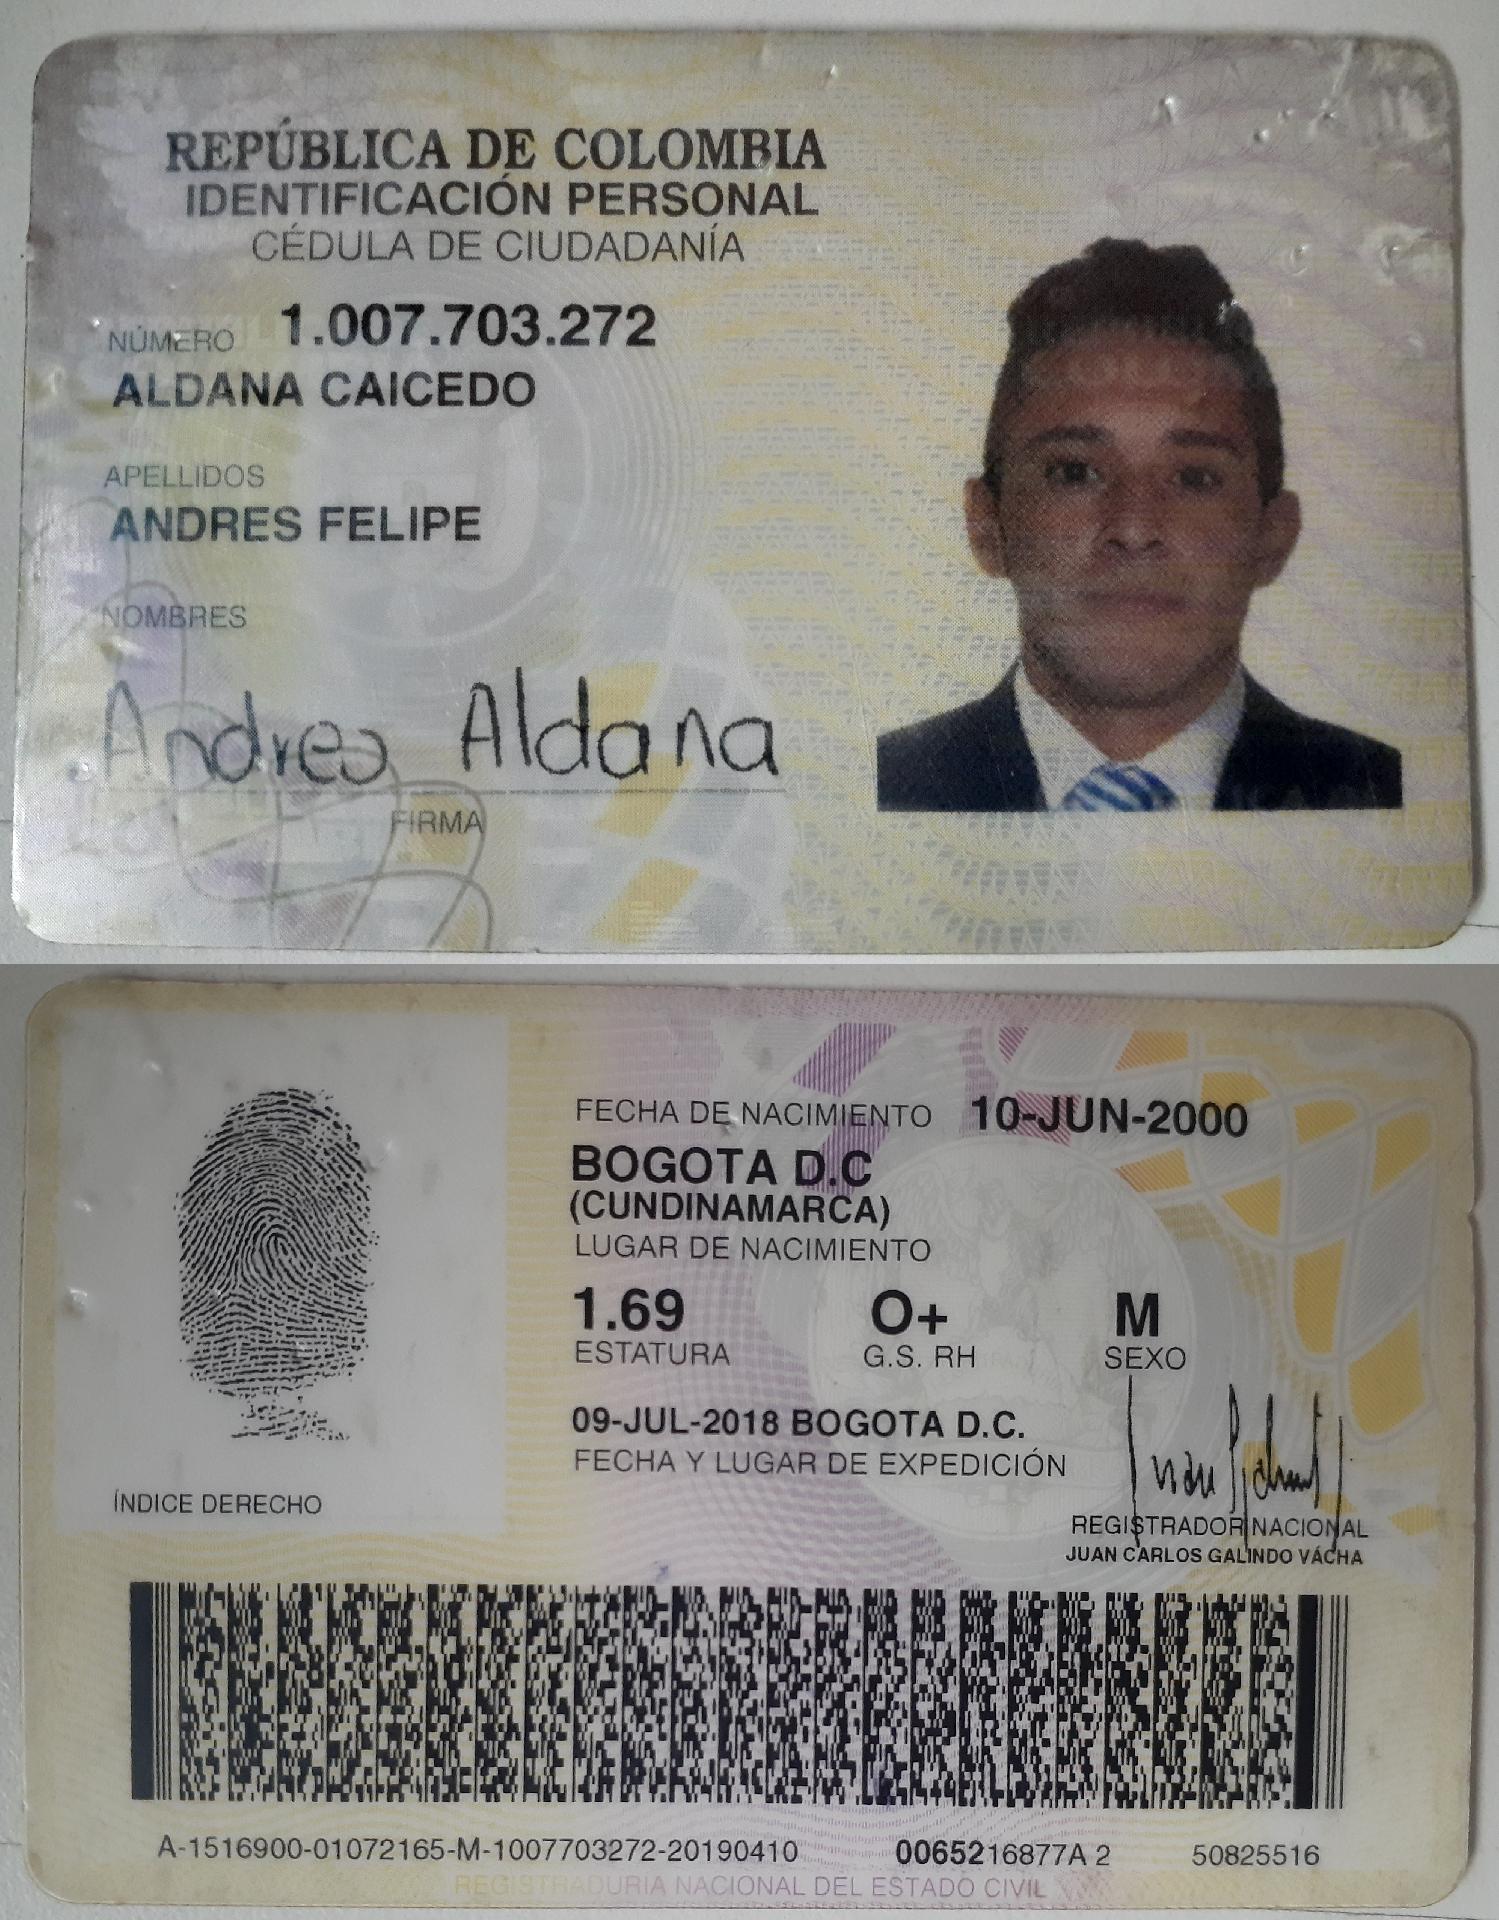 REPÚBLICA DE COLOMBIA
IDENTIFICACIÓN PERSONAL
CÉDULA DE CIUDADANÍA
NÚMERO 1.007.703.272
ALDANA CAICEDO
APELLIDOS
ANDRES FELIPE
NOMBRES
Andres Aldana
FIRMA
FECHA DE NACIMIENTO 10-JUN-2000
BOGOTA D.C
(CUNDINAMARCA)
LUGAR DE NACIMIENTO
1.69 O+ M
ESTATURA G.S. RH SEXO
09-JUL-2018 BOGOTA D.C.
FECHA Y LUGAR DE EXPEDICIÓN
ÍNDICE DERECHO
REGISTRADOR NACIONAL
JUAN CARLOS GALINDO VÁCHA
A-1516900-01072165-M-1007703272-20190410 0065216877A 2 50825516
REGISTRADURIA NACIONAL DEL ESTADO CIVIL